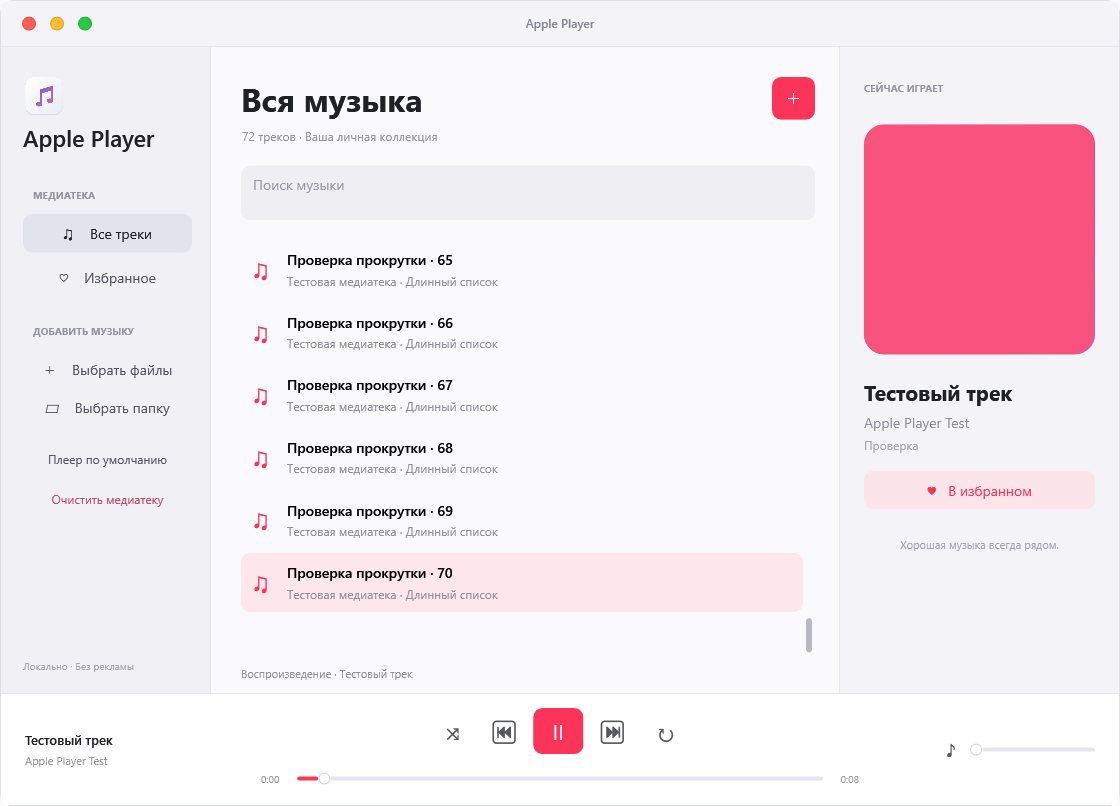 Apple Player
Apple Player
МЕДИАТЕКА
Все треки
Избранное
ДОБАВИТЬ МУЗЫКУ
+ Выбрать файлы
Выбрать папку
Плеер по умолчанию
Очистить медиатеку
Локально · Без рекламы
Вся музыка
+
72 треков · Ваша личная коллекция
Поиск музыки
Проверка прокрутки · 65
Тестовая медиатека · Длинный список
Проверка прокрутки · 66
Тестовая медиатека · Длинный список
Проверка прокрутки · 67
Тестовая медиатека · Длинный список
Проверка прокрутки · 68
Тестовая медиатека · Длинный список
Проверка прокрутки · 69
Тестовая медиатека · Длинный список
Проверка прокрутки · 70
Тестовая медиатека · Длинный список
Воспроизведение · Тестовый трек
СЕЙЧАС ИГРАЕТ
Тестовый трек
Apple Player Test
Проверка
В избранном
Хорошая музыка всегда рядом.
Тестовый трек
Apple Player Test
0:00
0:08